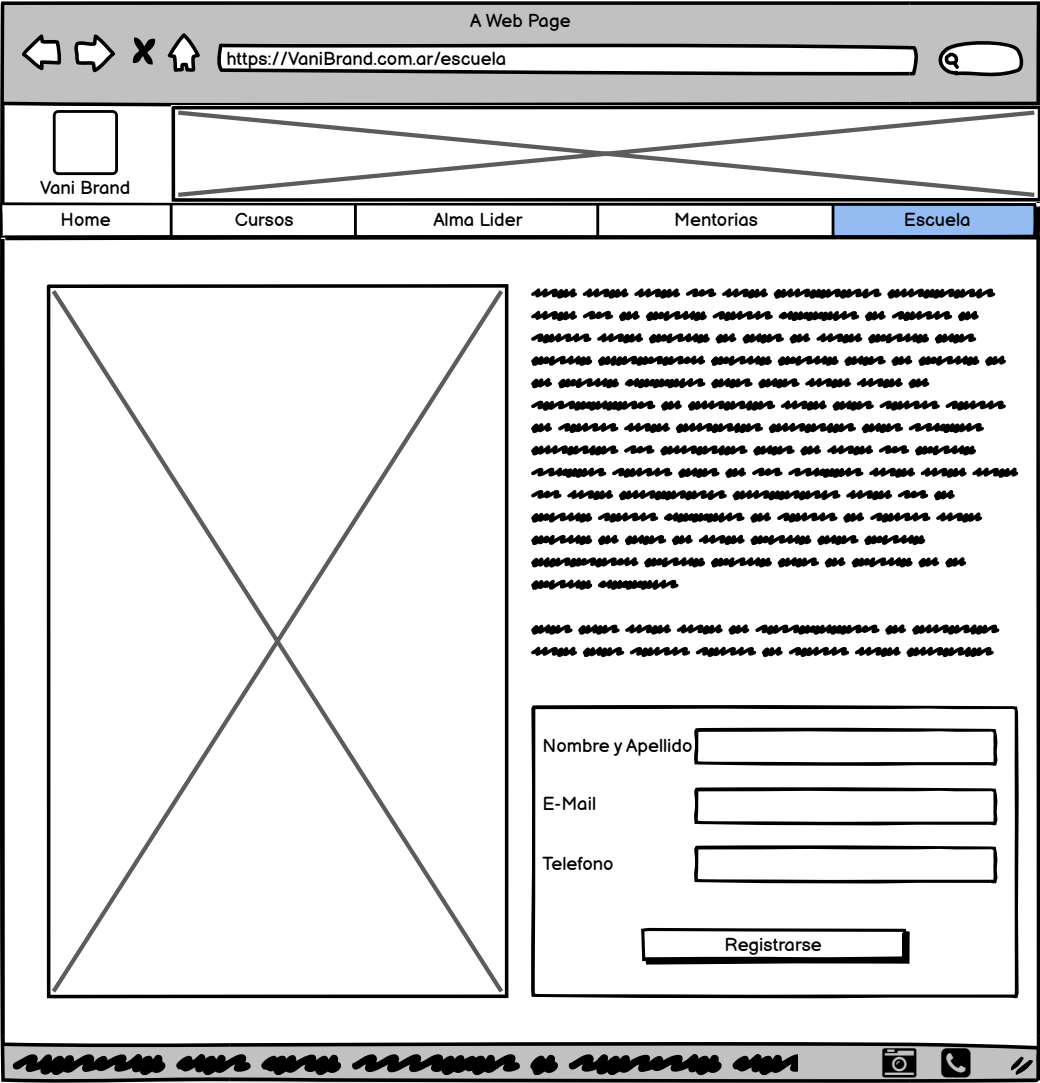 A Web Page
https://VaniBrand.com.ar/escuela
Vani Brand
Home
Cursos
Alma Lider
Mentorias
Escuela
Nombre y Apellido
E-Mail
Telefono
Registrarse